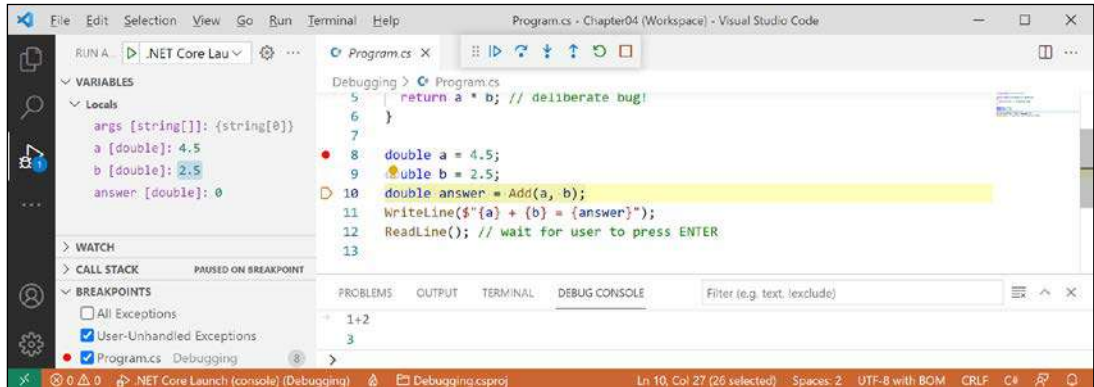 File Edit Selection View Go Run Terminal Help Program.cs - Chapter04 (Workspace) - Visual Studio Code
RUN A... .NET Core Lau
Program.cs
VARIABLES
Locals
args [string[]]: {string[0]}
a [double]: 4.5
b [double]: 2.5
answer [double]: 0
WATCH
CALL STACK PAUSED ON BREAKPOINT
BREAKPOINTS
All Exceptions
User-Unhandled Exceptions
Program.cs Debugging 8
1
Debugging > Program.cs
5 return a * b; // deliberate bug!
6 }
7
8 double a = 4.5;
9 uble b = 2.5;
10 double answer = Add(a, b);
11 WriteLine($"{a} + {b} = {answer}");
12 ReadLine(); // wait for user to press ENTER
13
PROBLEMS OUTPUT TERMINAL DEBUG CONSOLE Filter (e.g. text, !exclude)
1+2
3
>
0 0 .NET Core Launch (console) (Debugging) Debugging.csproj Ln 10, Col 27 (26 selected) Spaces: 2 UTF-8 with BOM CRLF C#